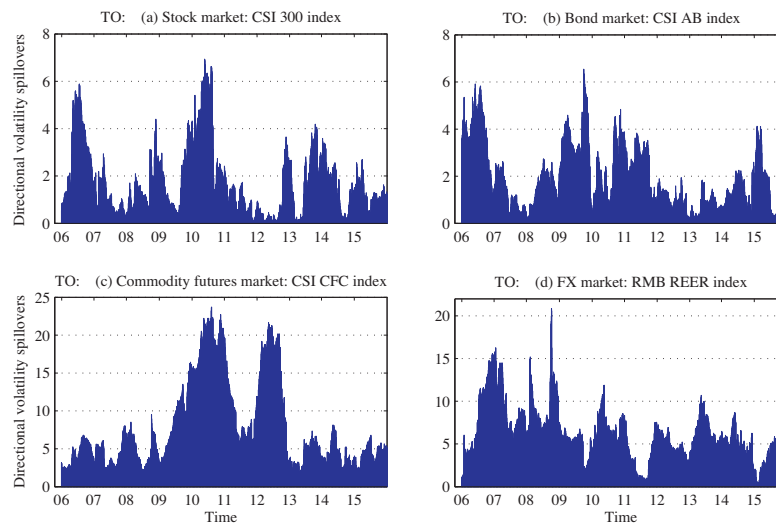 TO: (a) Stock market: CSI 300 index
Directional volatility spillovers
8
6
4
2
0
06 07 08 09 10 11 12 13 14 15
TO: (b) Bond market: CSI AB index
8
6
4
2
0
06 07 08 09 10 11 12 13 14 15
TO: (c) Commodity futures market: CSI CFC index
Directional volatility spillovers
25
20
15
10
5
0
06 07 08 09 10 11 12 13 14 15
Time
TO: (d) FX market: RMB REER index
20
15
10
5
0
06 07 08 09 10 11 12 13 14 15
Time